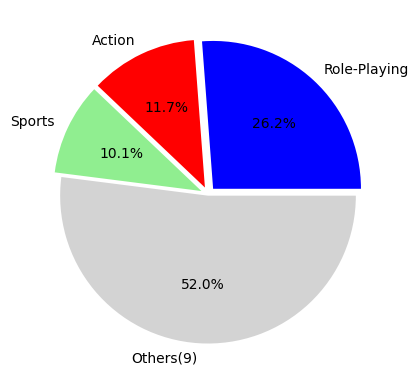 Action
Role-Playing
11.7%
Sports
26.2%
10.1%
52.0%
Others(9)